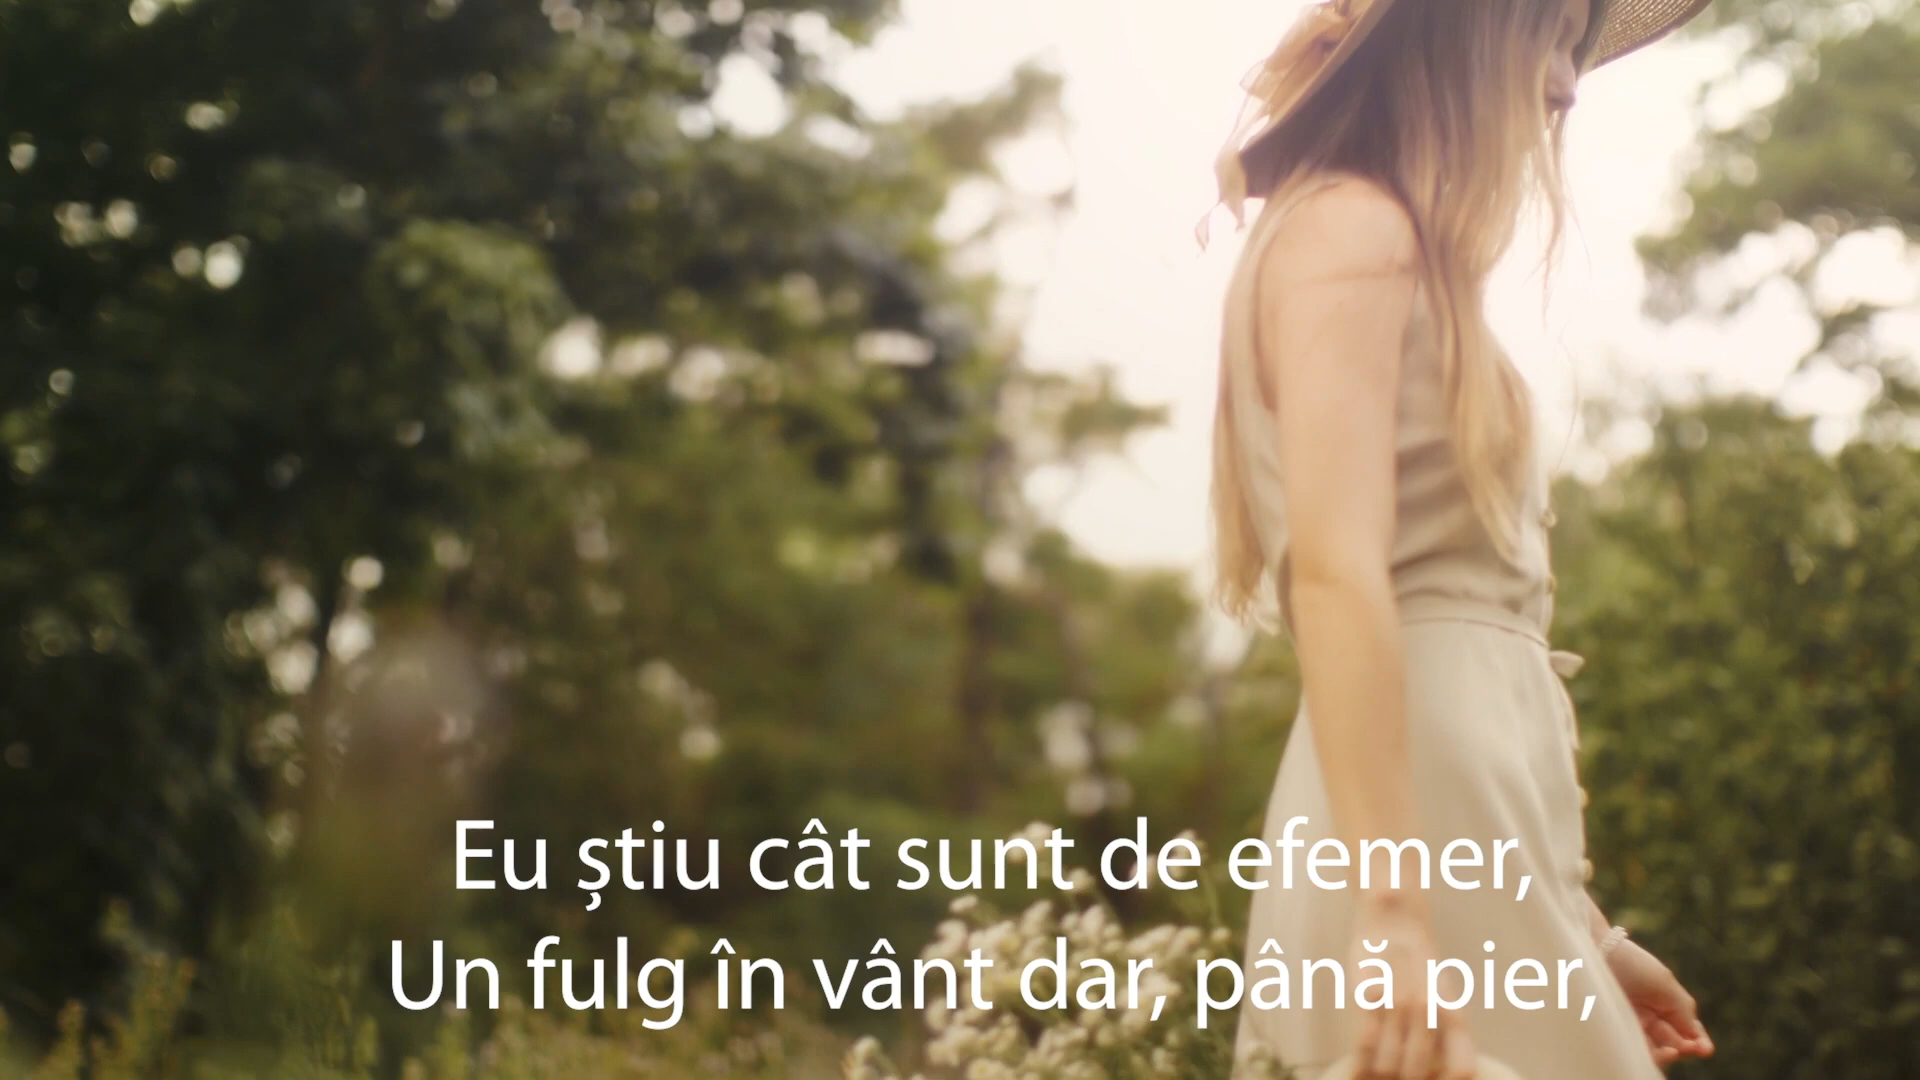 Eu știu cât sunt de efemer,
Un fulg în vânt dar, până pier,